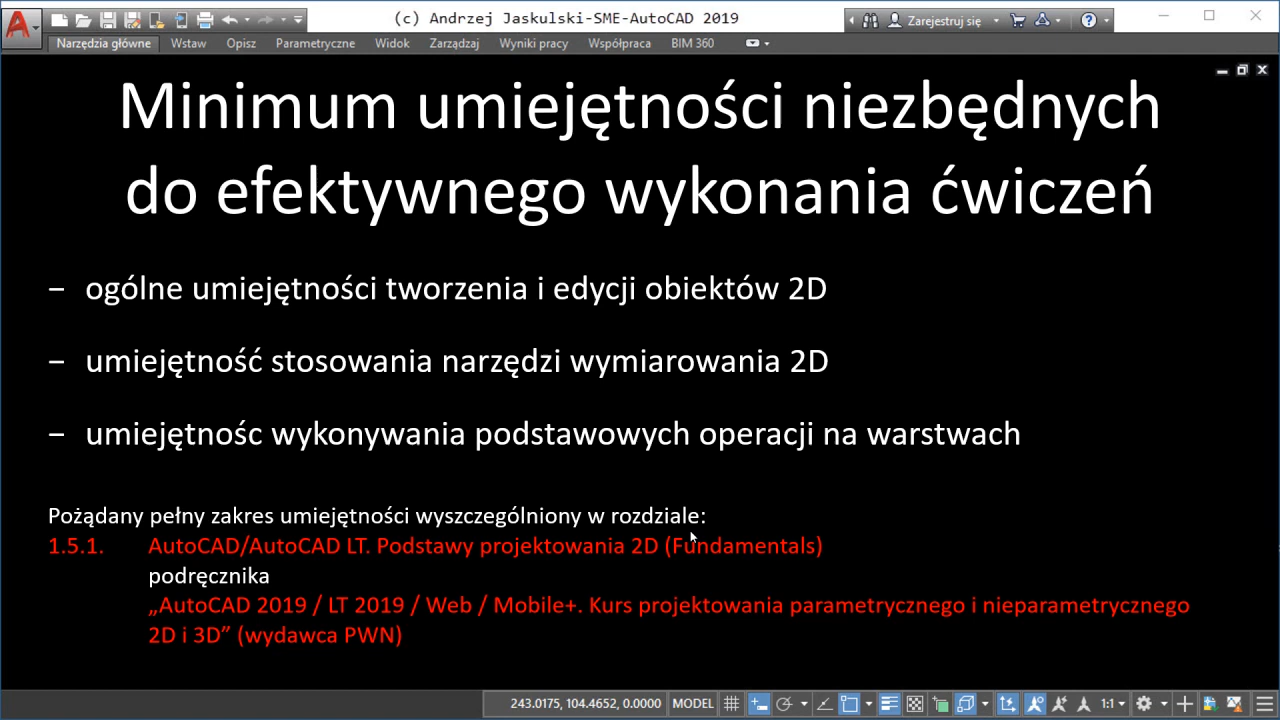 (c) Andrzej Jaskulski-SME-AutoCAD 2019
Zarejestruj się
Narzędzia główne Wstaw Opisz Parametryczne Widok Zarządzaj Wyniki pracy Współpraca BIM 360
Minimum umiejętności niezbędnych
do efektywnego wykonania ćwiczeń
– ogólne umiejętności tworzenia i edycji obiektów 2D
– umiejętność stosowania narzędzi wymiarowania 2D
– umiejętnośc wykonywania podstawowych operacji na warstwach
Pożądany pełny zakres umiejętności wyszczególniony w rozdziale:
1.5.1. AutoCAD/AutoCAD LT. Podstawy projektowania 2D (Fundamentals)
podręcznika
„AutoCAD 2019 / LT 2019 / Web / Mobile+. Kurs projektowania parametrycznego i nieparametrycznego
2D i 3D” (wydawca PWN)
243.0175, 104.4652, 0.0000 MODEL 1:1